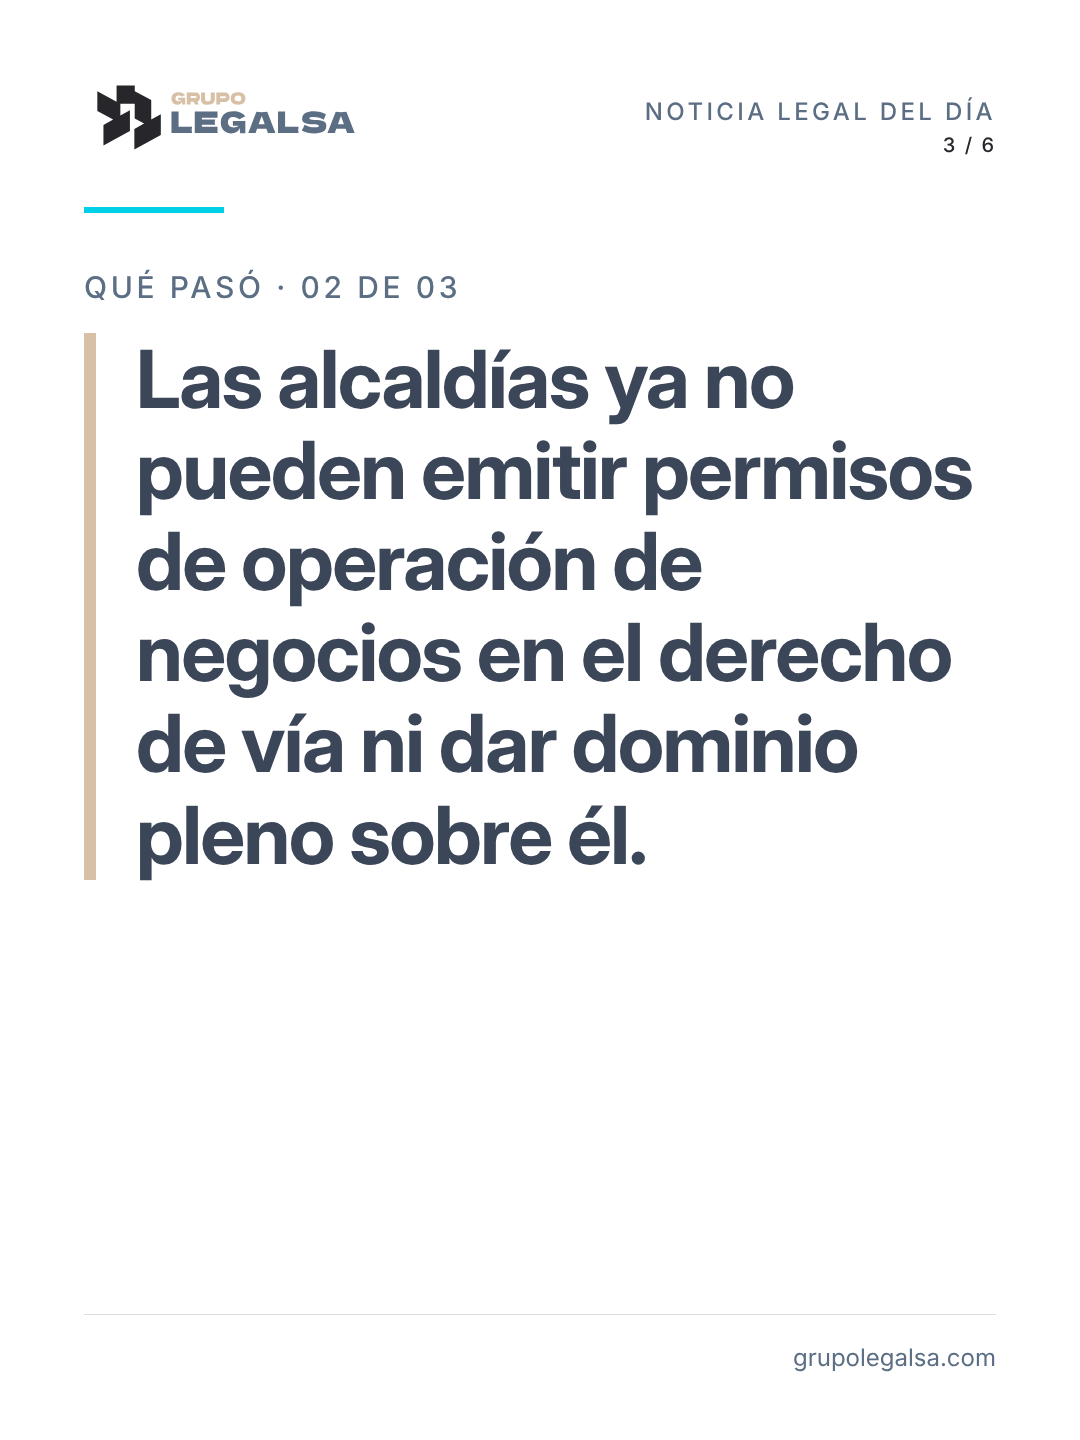 GRUPO
LEGALSA
NOTICIA LEGAL DEL DÍA
3 / 6
QUÉ PASÓ · 02 DE 03
Las alcaldías ya no
pueden emitir permisos
de operación de
negocios en el derecho
de vía ni dar dominio
pleno sobre él.
grupolegalsa.com